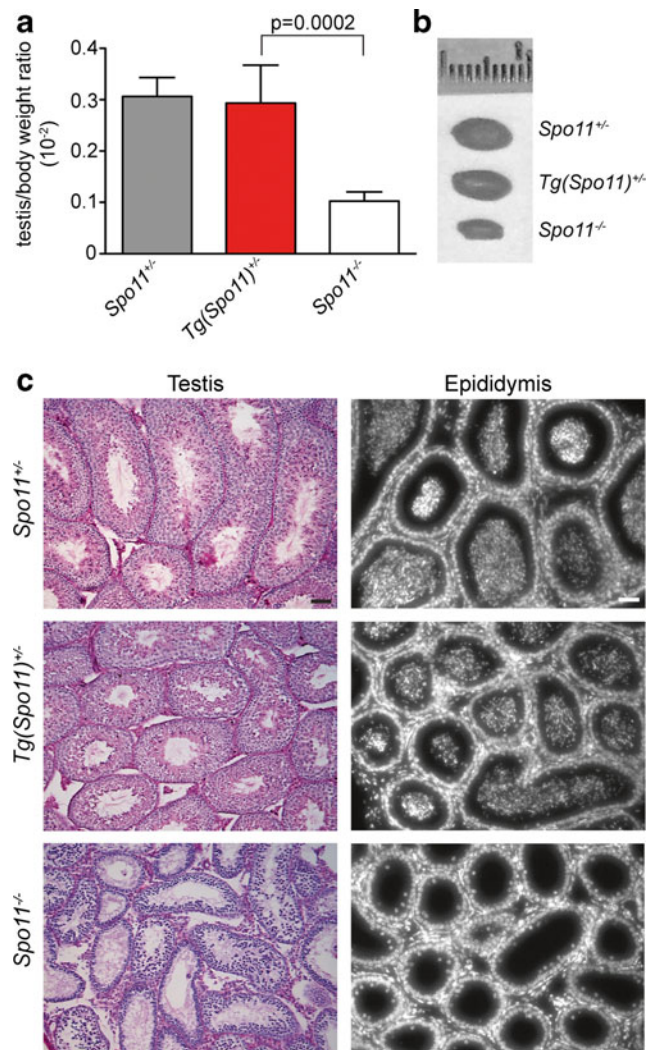 a
p=0.0002
testis/body weight ratio
(10⁻²)
0.4
0.3
0.2
0.1
0
Spo11⁺/⁻
Tg(Spo11)⁺/⁻
Spo11⁻/⁻
b
Spo11⁺/⁻
Tg(Spo11)⁺/⁻
Spo11⁻/⁻
c
Testis
Epididymis
Spo11⁺/⁻
Tg(Spo11)⁺/⁻
Spo11⁻/⁻